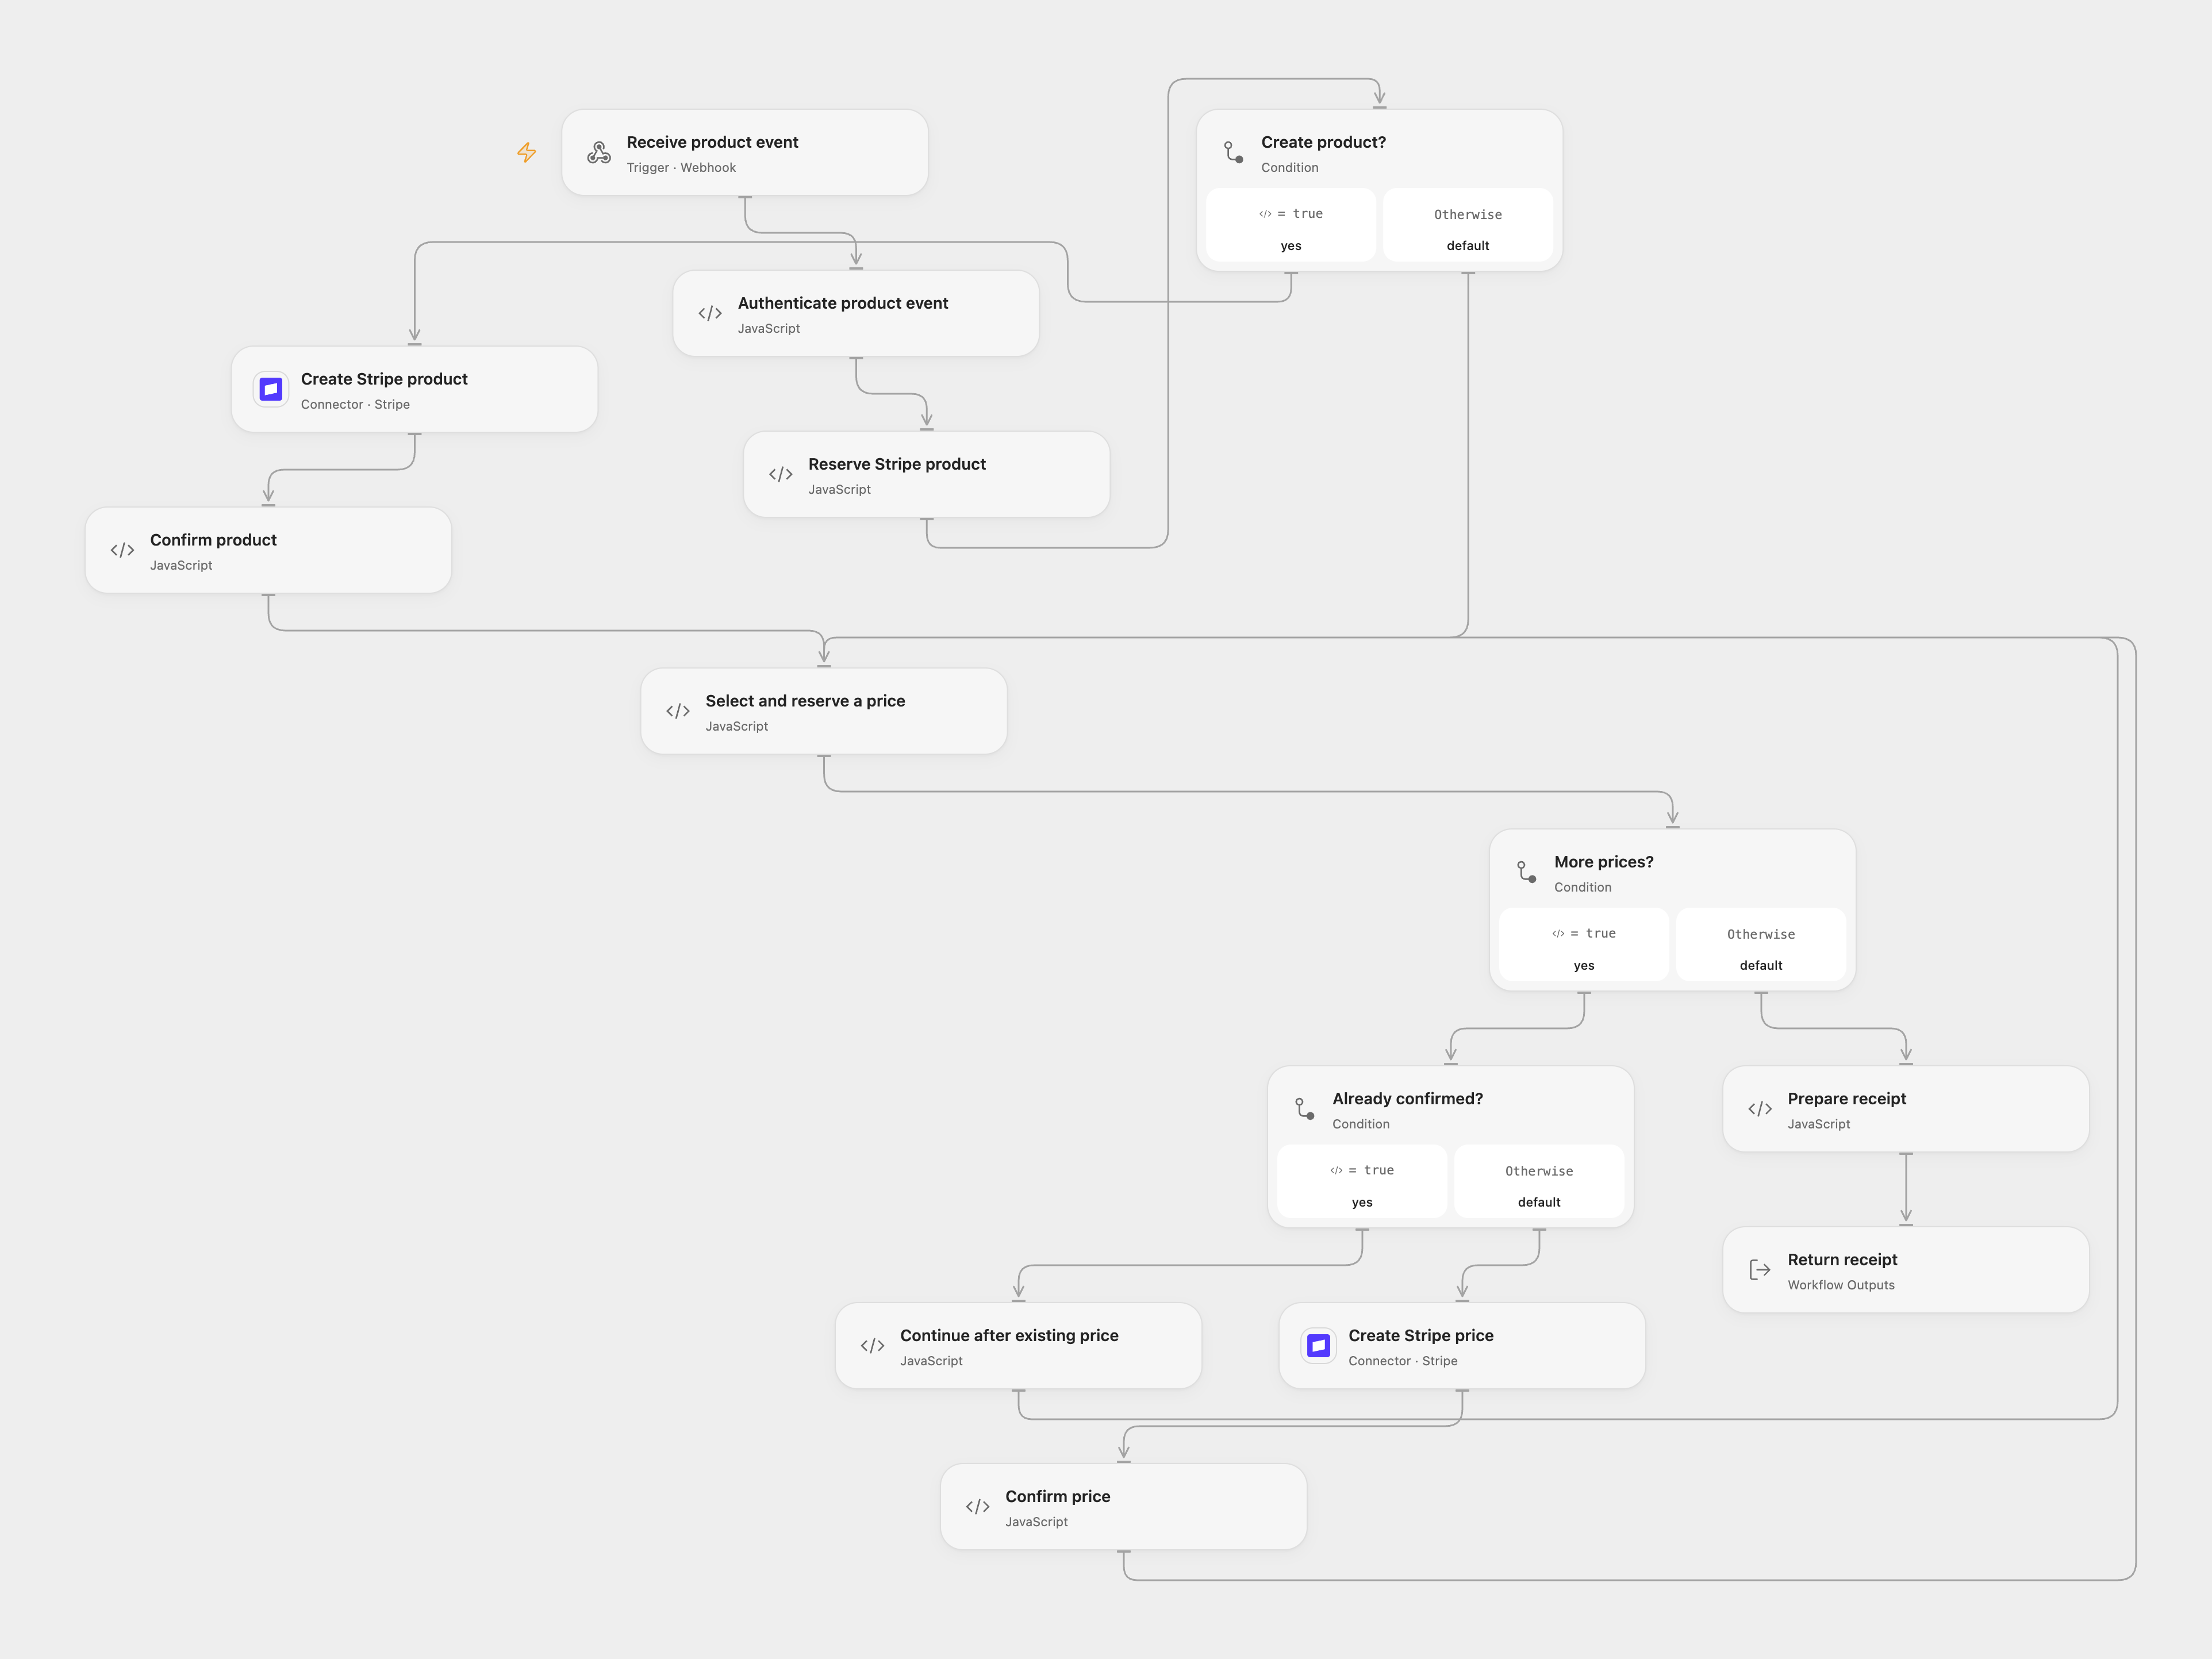 Receive product event
Trigger · Webhook
Create product?
Condition
</> = true
yes
Otherwise
default
Authenticate product event
JavaScript
Create Stripe product
Connector · Stripe
Reserve Stripe product
JavaScript
Confirm product
JavaScript
Select and reserve a price
JavaScript
More prices?
Condition
</> = true
yes
Otherwise
default
Already confirmed?
Condition
</> = true
yes
Otherwise
default
Prepare receipt
JavaScript
Return receipt
Workflow Outputs
Continue after existing price
JavaScript
Create Stripe price
Connector · Stripe
Confirm price
JavaScript